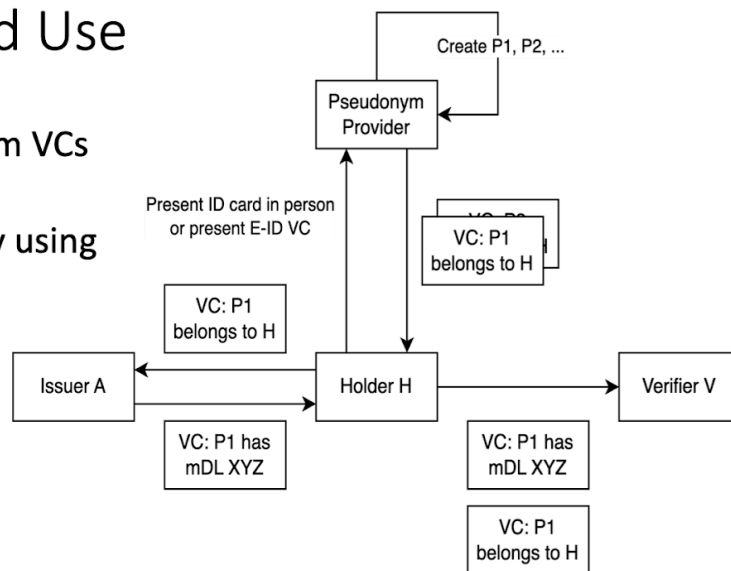 d Use
m VCs
y using
Create P1, P2, ...
Pseudonym
Provider
Present ID card in person
or present E-ID VC
VC: P1
belongs to H
VC: P1
belongs to H
Issuer A
Holder H
Verifier V
VC: P1 has
mDL XYZ
VC: P1 has
mDL XYZ
VC: P1
belongs to H